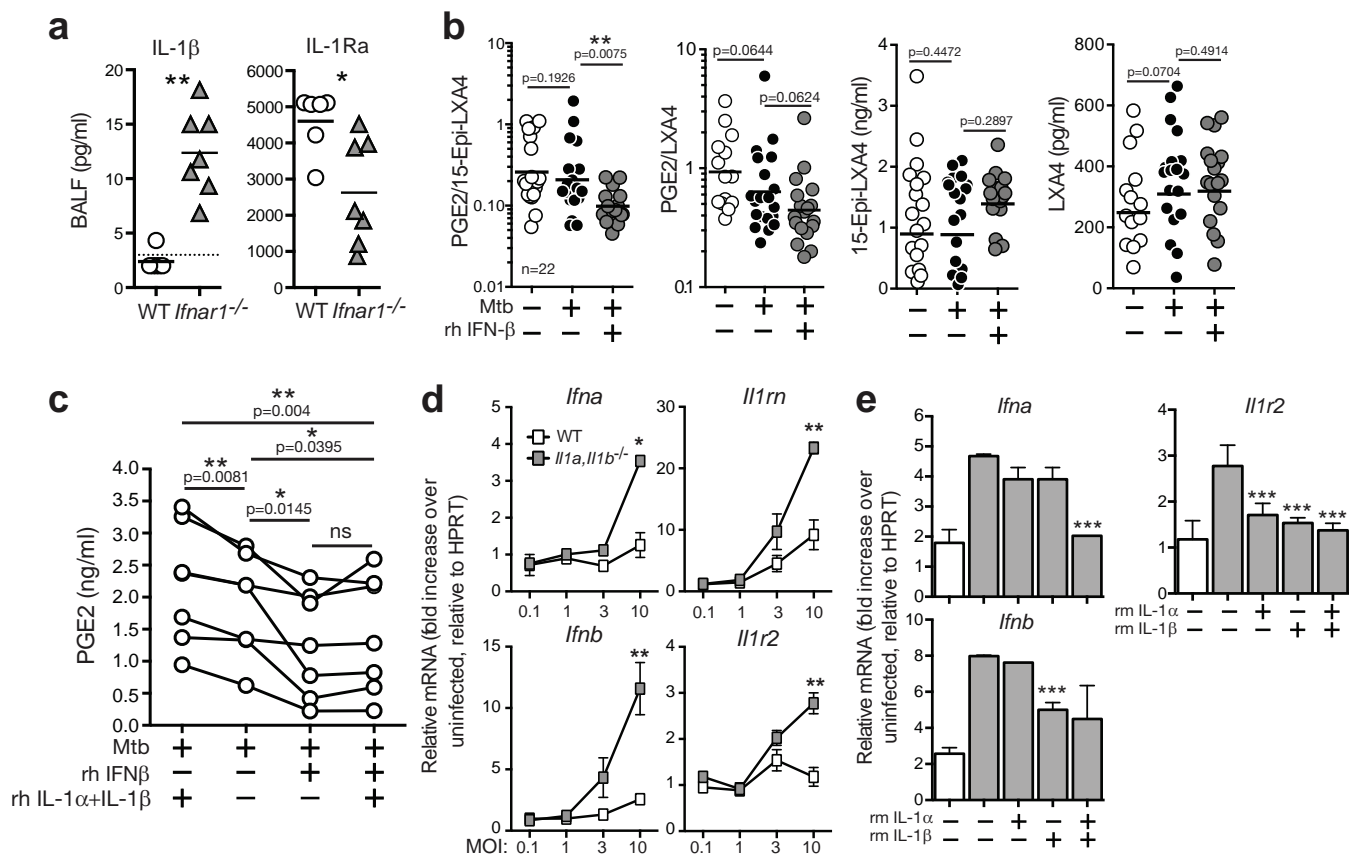 a
IL-1β
IL-1Ra
BALF (pg/ml)
20
15
10
5
0
**
WT Ifnar1-/-
6000
5000
4000
3000
2000
1000
0
*
WT Ifnar1-/-
b
PGE2/15-Epi-LXA4
1
0.10
0.01
**
p=0.0075
p=0.1926
n=22
PGE2/LXA4
1
0.1
p=0.0644
p=0.0624
15-Epi-LXA4 (ng/ml)
4
3
2
1
0
p=0.4472
p=0.2897
LXA4 (pg/ml)
800
600
400
200
0
p=0.4914
p=0.0704
Mtb − + + − + + − + + − + +
rh IFN-β − − + − − + − − + − − +
c
**
p=0.004
*
p=0.0395
**
p=0.0081
*
p=0.0145
ns
PGE2 (ng/ml)
4.0
3.5
3.0
2.5
2.0
1.5
1.0
0.5
0.0
Mtb + + + +
rh IFNβ − − + +
rh IL-1α+IL-1β + − − +
d
Relative mRNA (fold increase over
uninfected, relative to HPRT)
Ifna
WT
Il1a,Il1b-/-
*
5
4
3
2
1
0
0.1 1 3 10
Il1rn
**
30
20
10
0
0.1 1 3 10
Ifnb
**
15
10
5
0
MOI: 0.1 1 3 10
Il1r2
**
4
3
2
1
0
0.1 1 3 10
e
Relative mRNA (fold increase over
uninfected, relative to HPRT)
Ifna
6
5
4
3
2
1
0
***
Il1r2
4
3
2
1
0
*** *** ***
rm IL-1α − − + − +
rm IL-1β − − − + +
Ifnb
10
8
6
4
2
0
***
rm IL-1α − − + − +
rm IL-1β − − − + +